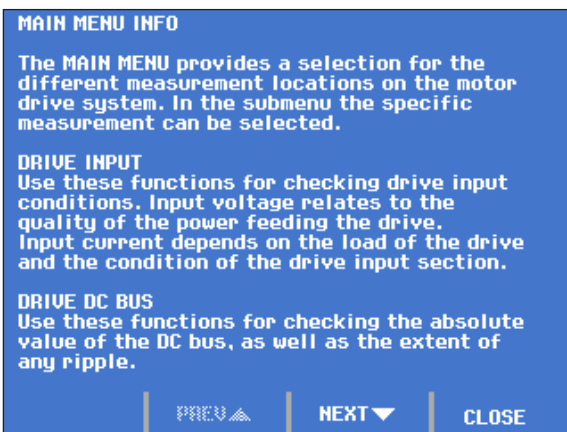 MAIN MENU INFO
The MAIN MENU provides a selection for the
different measurement locations on the motor
drive system. In the submenu the specific
measurement can be selected.
DRIVE INPUT
Use these functions for checking drive input
conditions. Input voltage relates to the
quality of the power feeding the drive.
Input current depends on the load of the drive
and the condition of the drive input section.
DRIVE DC BUS
Use these functions for checking the absolute
value of the DC bus, as well as the extent of
any ripple.
PREV▲ NEXT▼ CLOSE